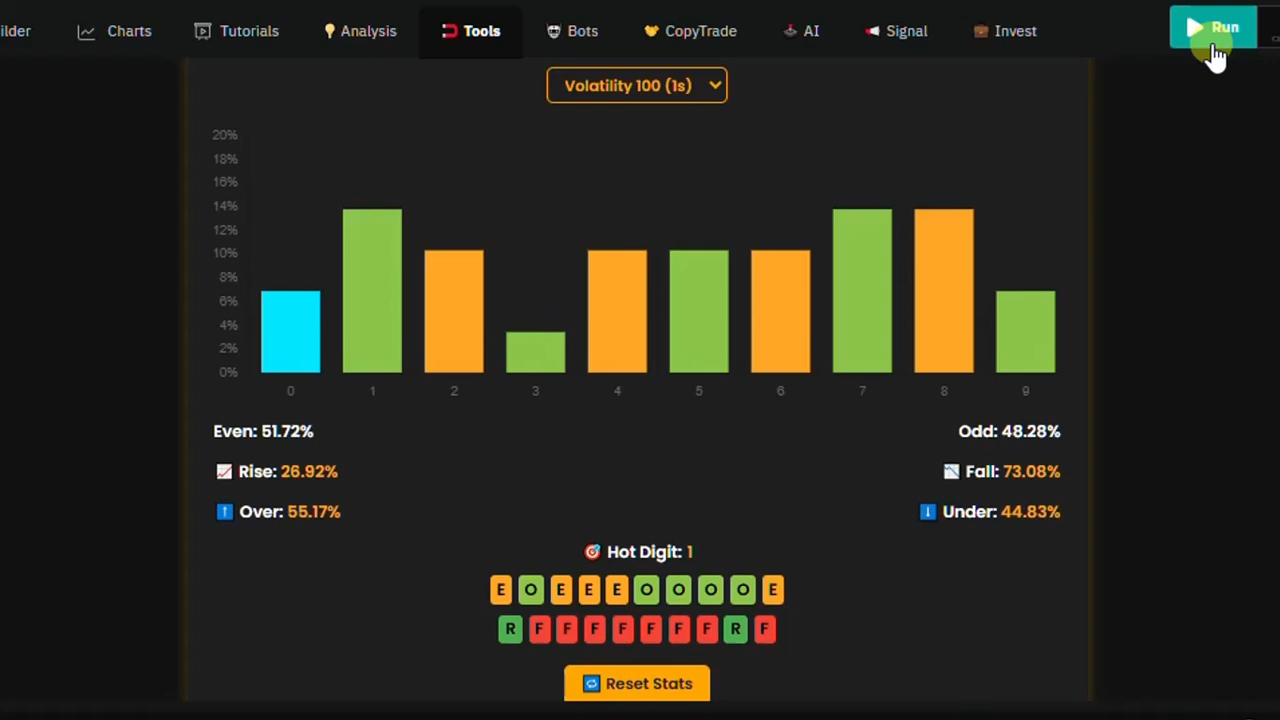 ilder Charts Tutorials Analysis Tools Bots CopyTrade AI Signal Invest Run
Volatility 100 (1s)
20%
18%
16%
14%
12%
10%
8%
6%
4%
2%
0%
0 1 2 3 4 5 6 7 8 9
Even: 51.72% Odd: 48.28%
Rise: 26.92% Fall: 73.08%
Over: 55.17% Under: 44.83%
Hot Digit: 1
E O E E E O O O O E
R F F F F F F F R F
Reset Stats